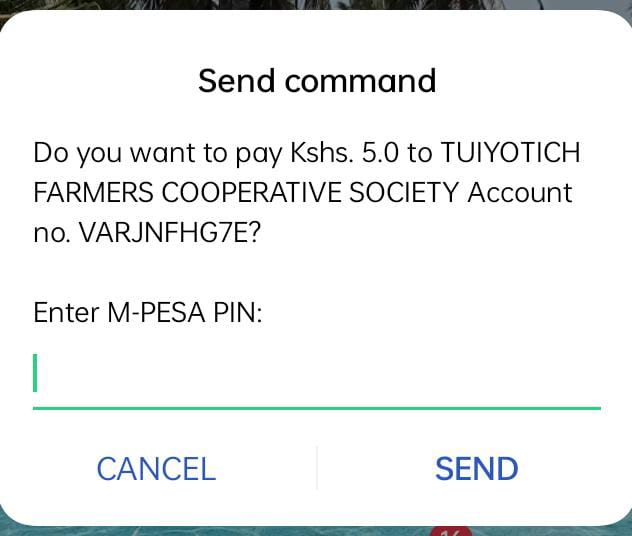 Send command
Do you want to pay Kshs. 5.0 to TUIYOTICH
FARMERS COOPERATIVE SOCIETY Account
no. VARJNFHG7E?
Enter M-PESA PIN:
CANCEL
SEND